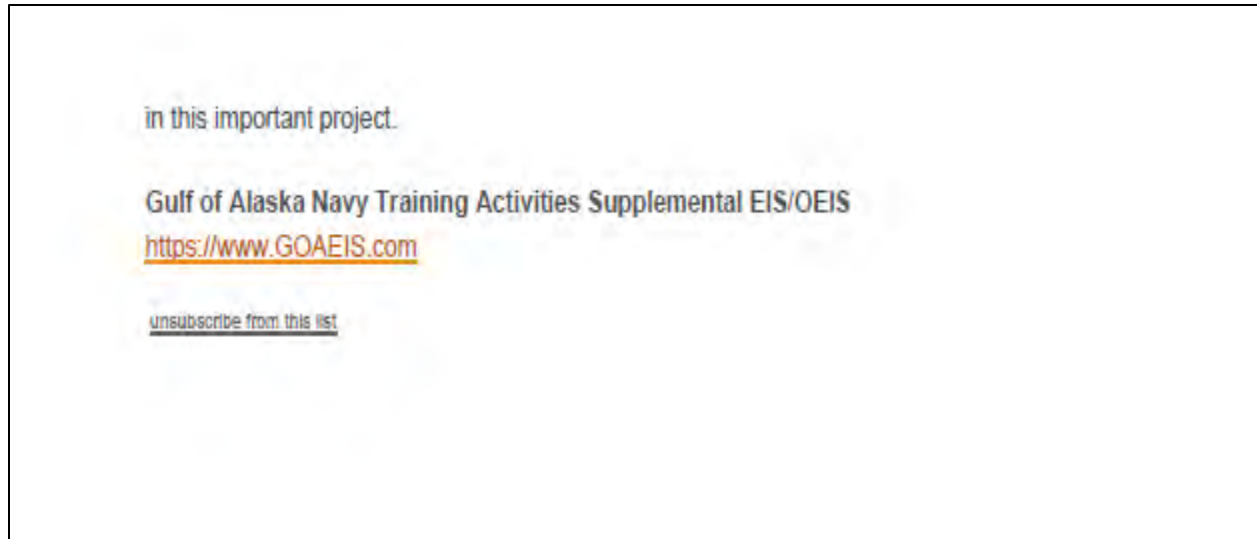 in this important project.
Gulf of Alaska Navy Training Activities Supplemental EIS/OEIS
https://www.GOAEIS.com
unsubscribe from this list